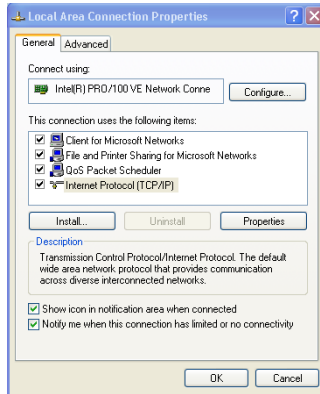 Local Area Connection Properties
General Advanced
Connect using:
Intel(R) PRO/100 VE Network Conne Configure...
This connection uses the following items:
Client for Microsoft Networks
File and Printer Sharing for Microsoft Networks
QoS Packet Scheduler
Internet Protocol (TCP/IP)
Install... Uninstall Properties
Description
Transmission Control Protocol/Internet Protocol. The default
wide area network protocol that provides communication
across diverse interconnected networks.
Show icon in notification area when connected
Notify me when this connection has limited or no connectivity
OK Cancel